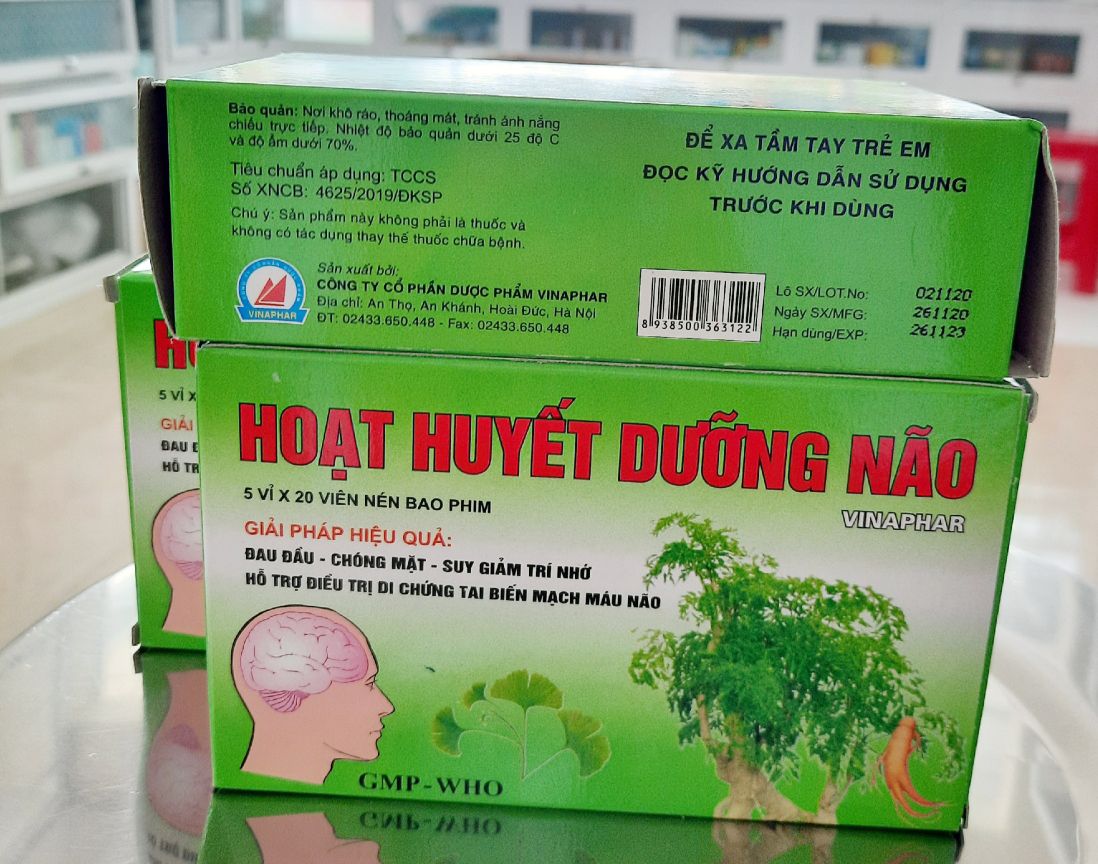 Bảo quản: Nơi khô ráo, thoáng mát, tránh ánh nắng
chiếu trực tiếp. Nhiệt độ bảo quản dưới 25 độ C
và độ ẩm dưới 70%.
Tiêu chuẩn áp dụng: TCCS
Số XNCB: 4625/2019/ĐKSP
Chú ý: Sản phẩm này không phải là thuốc và
không có tác dụng thay thế thuốc chữa bệnh.
VINAPHAR
Sản xuất bởi:
CÔNG TY CỔ PHẦN DƯỢC PHẨM VINAPHAR
Địa chỉ: An Thọ, An Khánh, Hoài Đức, Hà Nội
ĐT: 02433.650.448 - Fax: 02433.650.448
ĐỂ XA TẦM TAY TRẺ EM
ĐỌC KỸ HƯỚNG DẪN SỬ DỤNG
TRƯỚC KHI DÙNG
8 938500 363122
Lô SX/LOT.No: 021120
Ngày SX/MFG: 261120
Hạn dùng/EXP: 261123
HOẠT HUYẾT DƯỠNG NÃO
VINAPHAR
5 VỈ X 20 VIÊN NÉN BAO PHIM
GIẢI PHÁP HIỆU QUẢ:
ĐAU ĐẦU - CHÓNG MẶT - SUY GIẢM TRÍ NHỚ
HỖ TRỢ ĐIỀU TRỊ DI CHỨNG TAI BIẾN MẠCH MÁU NÃO
GMP-WHO
5 VỈ X
GIẢI
ĐAU Đ
HỖ TR